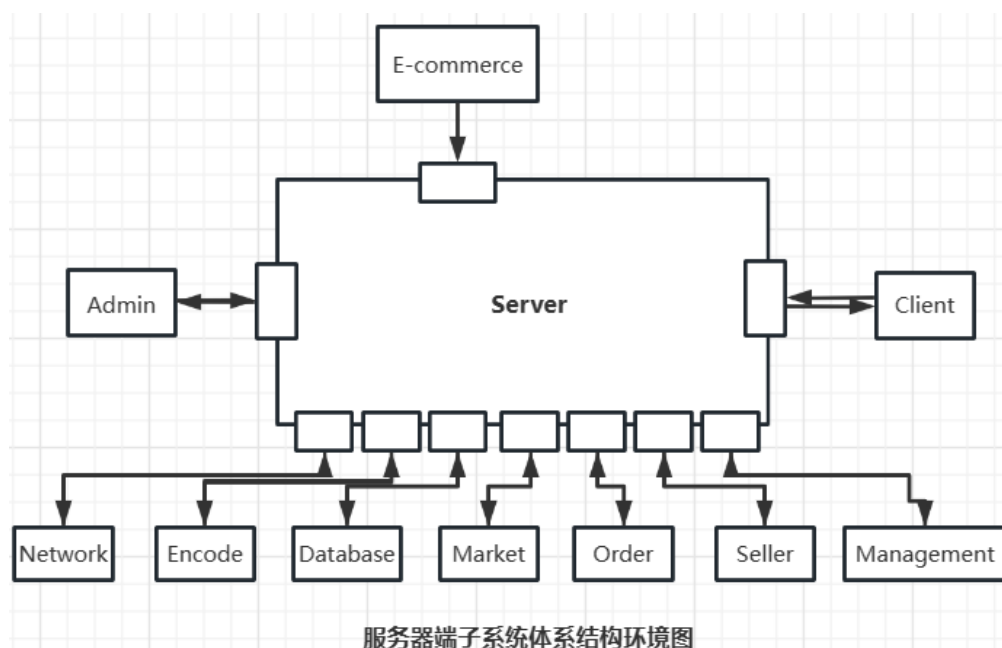 E-commerce
Admin
Server
Client
Network
Encode
Database
Market
Order
Seller
Management
服务器端子系统体系结构环境图